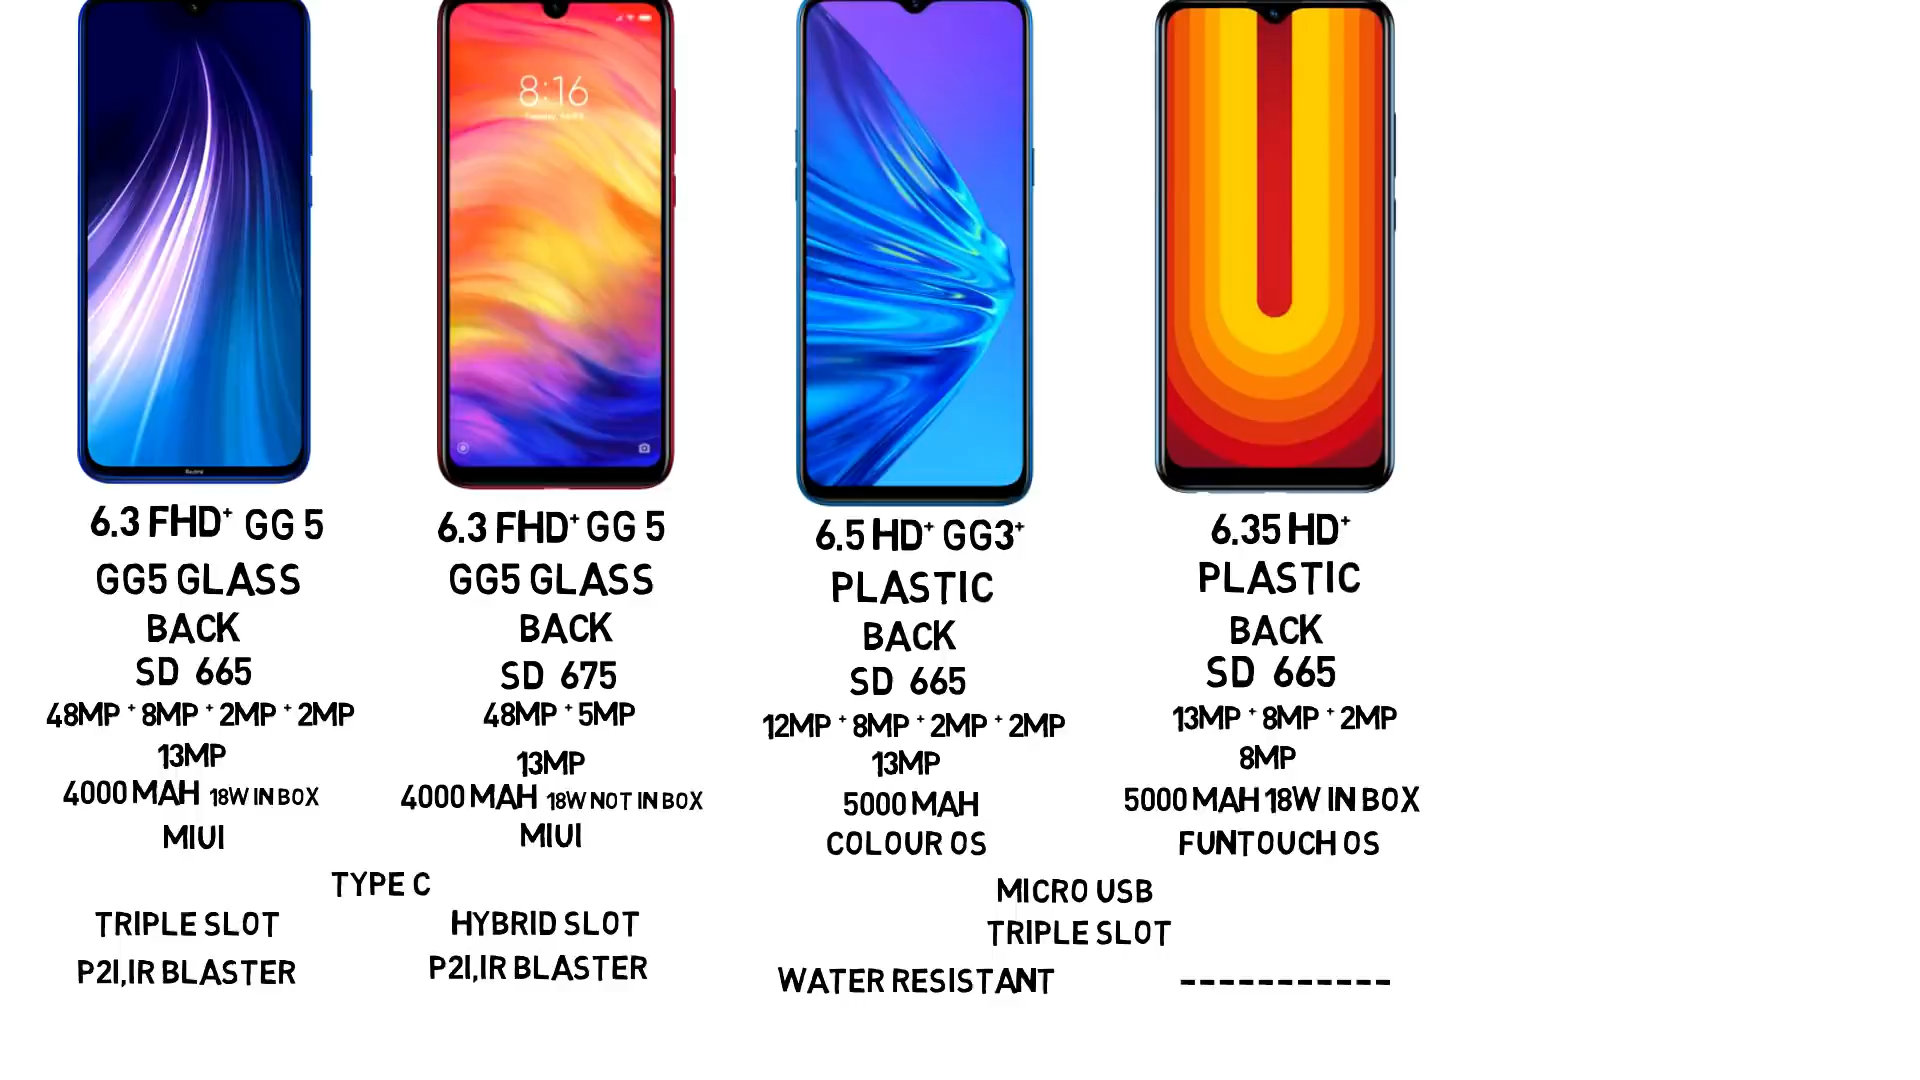 8:16
6.3 FHD+ GG 5
GG5 GLASS
BACK
SD 665
48MP + 8MP + 2MP + 2MP
13MP
4000 MAH 18W IN BOX
MIUI
6.3 FHD+ GG 5
GG5 GLASS
BACK
SD 675
48MP + 5MP
13MP
4000 MAH 18W NOT IN BOX
MIUI
TYPE C
TRIPLE SLOT
P2I,IR BLASTER
HYBRID SLOT
P2I,IR BLASTER
6.5 HD+ GG3+
PLASTIC
BACK
SD 665
12MP + 8MP + 2MP + 2MP
13MP
5000 MAH
COLOUR OS
6.35 HD+
PLASTIC
BACK
SD 665
13MP + 8MP + 2MP
8MP
5000 MAH 18W IN BOX
FUNTOUCH OS
MICRO USB
TRIPLE SLOT
WATER RESISTANT
-----------